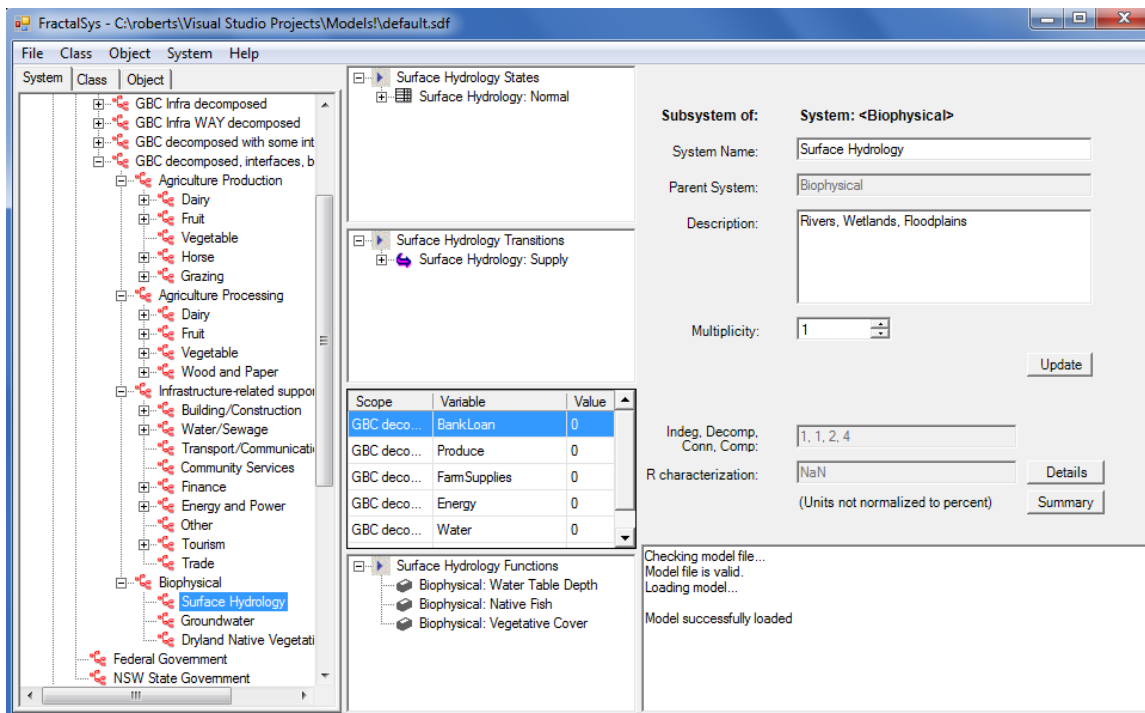 FractalSys - C:\roberts\Visual Studio Projects\Models!\default.sdf
File Class Object System Help
System Class Object
GBC Infra decomposed
GBC Infra WAY decomposed
GBC decomposed with some int
GBC decomposed, interfaces, b
Agriculture Production
Dairy
Fruit
Vegetable
Horse
Grazing
Agriculture Processing
Dairy
Fruit
Vegetable
Wood and Paper
Infrastructure-related suppor
Building/Construction
Water/Sewage
Transport/Communicati
Community Services
Finance
Energy and Power
Other
Tourism
Trade
Biophysical
Surface Hydrology
Groundwater
Dryland Native Vegetati
Federal Government
NSW State Government
Surface Hydrology States
Surface Hydrology: Normal
Surface Hydrology Transitions
Surface Hydrology: Supply
Scope Variable Value
GBC deco... BankLoan 0
GBC deco... Produce 0
GBC deco... FarmSupplies 0
GBC deco... Energy 0
GBC deco... Water 0
Surface Hydrology Functions
Biophysical: Water Table Depth
Biophysical: Native Fish
Biophysical: Vegetative Cover
Subsystem of: System: <Biophysical>
System Name: Surface Hydrology
Parent System: Biophysical
Description: Rivers, Wetlands, Floodplains
Multiplicity: 1
Update
Indeg, Decomp,
Conn, Comp: 1, 1, 2, 4
R characterization: NaN Details
(Units not normalized to percent) Summary
Checking model file...
Model file is valid.
Loading model...
Model successfully loaded